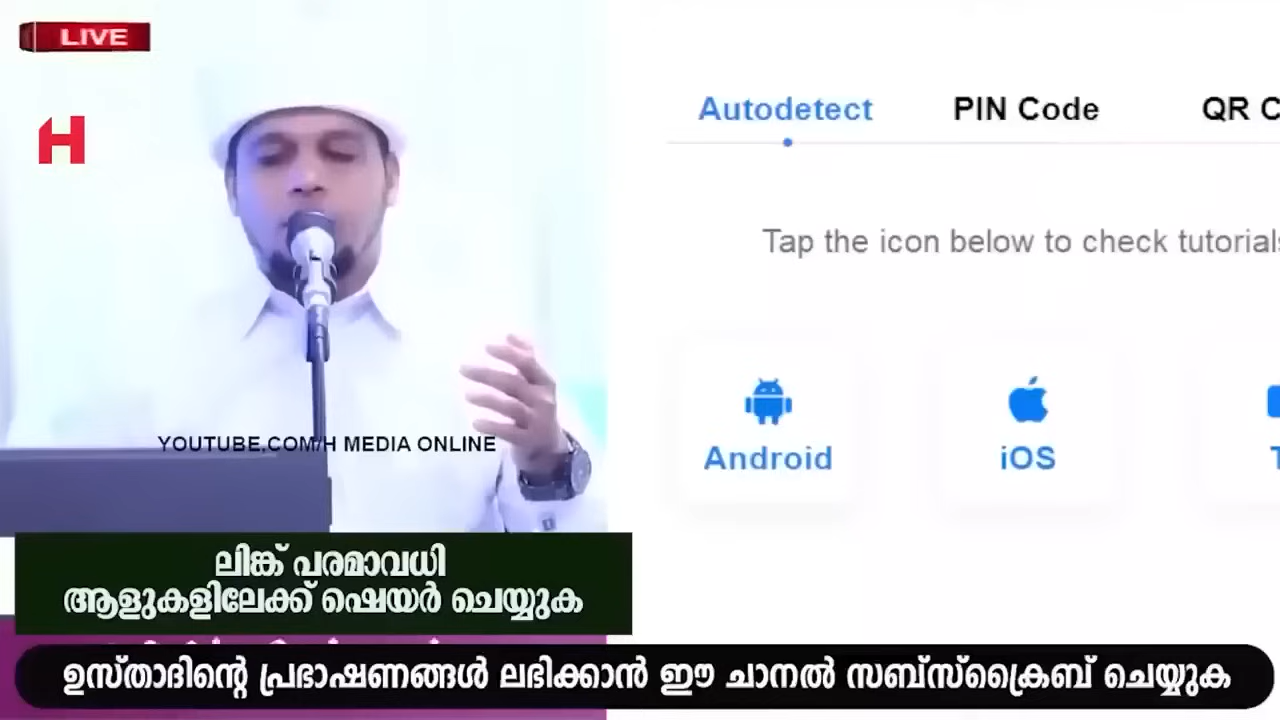 LIVE
H
Autodetect
PIN Code
QR C
Tap the icon below to check tutorials
Android
iOS
T
YOUTUBE.COM/H MEDIA ONLINE
ലിങ്ക് പരമാവധി
ആളുകളിലേക്ക് ഷെയർ ചെയ്യുക
ഉസ്താദിന്റെ പ്രഭാഷണങ്ങൾ ലഭിക്കാൻ ഈ ചാനൽ സബ്സ്ക്രൈബ് ചെയ്യുക